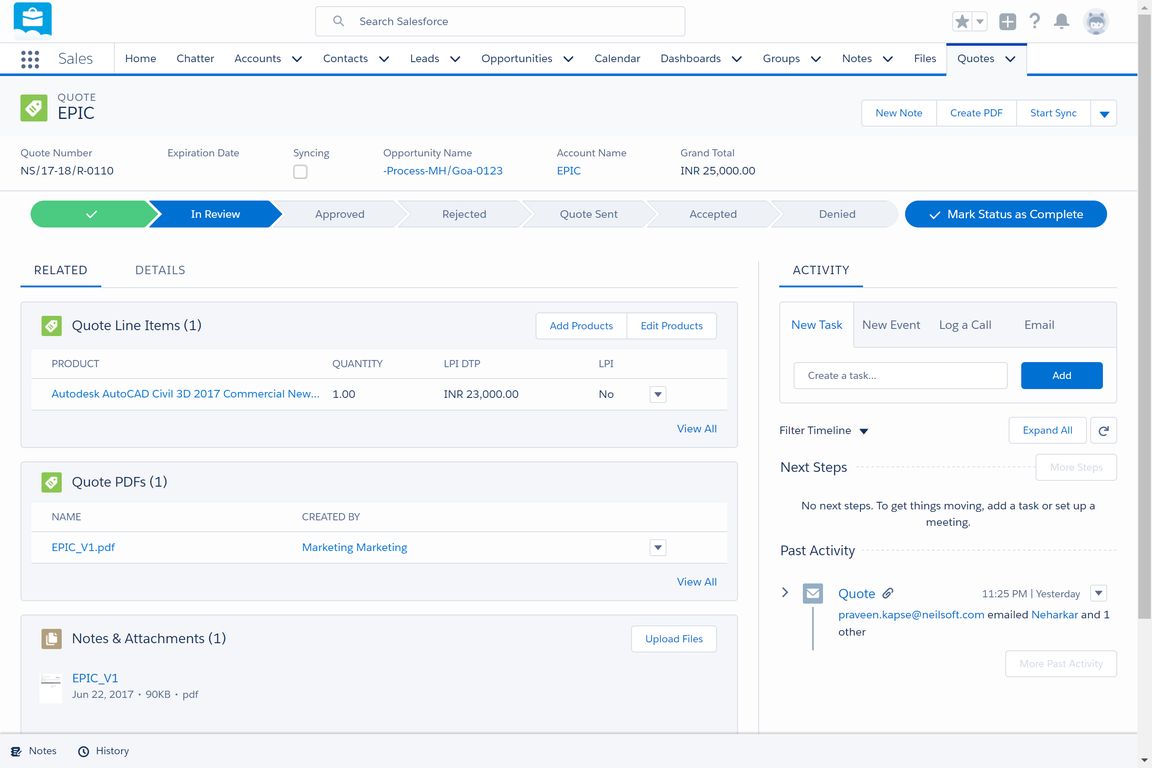 Search Salesforce
Sales
Home Chatter Accounts Contacts Leads Opportunities Calendar Dashboards Groups Notes Files Quotes
QUOTE
EPIC
New Note Create PDF Start Sync
Quote Number Expiration Date Syncing Opportunity Name Account Name Grand Total
NS/17-18/R-0110 -Process-MH/Goa-0123 EPIC INR 25,000.00
In Review Approved Rejected Quote Sent Accepted Denied Mark Status as Complete
RELATED DETAILS
Quote Line Items (1) Add Products Edit Products
PRODUCT QUANTITY LPI DTP LPI
Autodesk AutoCAD Civil 3D 2017 Commercial New... 1.00 INR 23,000.00 No
View All
Quote PDFs (1)
NAME CREATED BY
EPIC_V1.pdf Marketing Marketing
View All
Notes & Attachments (1) Upload Files
EPIC_V1
Jun 22, 2017 • 90KB • pdf
ACTIVITY
New Task New Event Log a Call Email
Create a task... Add
Filter Timeline Expand All
Next Steps More Steps
No next steps. To get things moving, add a task or set up a
meeting.
Past Activity
Quote 11:25 PM | Yesterday
praveen.kapse@neilsoft.com emailed Neharkar and 1
other
More Past Activity
Notes History